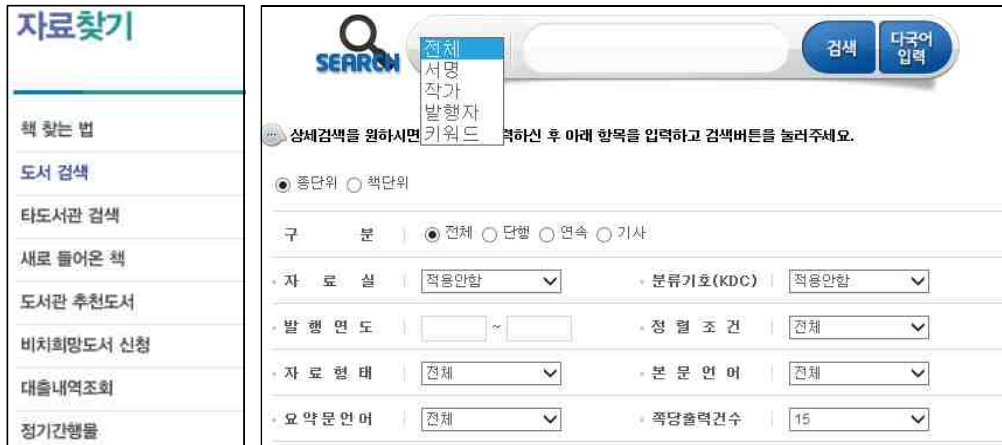 자료찾기
책 찾는 법
도서 검색
타도서관 검색
새로 들어온 책
도서관 추천도서
비치희망도서 신청
대출내역조회
정기간행물
SEARCH
전체
서명
작가
발행자
키워드
검색
다국어
입력
상세검색을 원하시면 력하신 후 아래 항목을 입력하고 검색버튼을 눌러주세요.
종단위 책단위
구 분 전체 단행 연속 기사
자 료 실 적용안함 분류기호(KDC) 적용안함
발 행 연 도 ~ 정 렬 조 건 전체
자 료 형 태 전체 본 문 언 어 전체
요 약 문 언 어 전체 쪽당출력건수 15